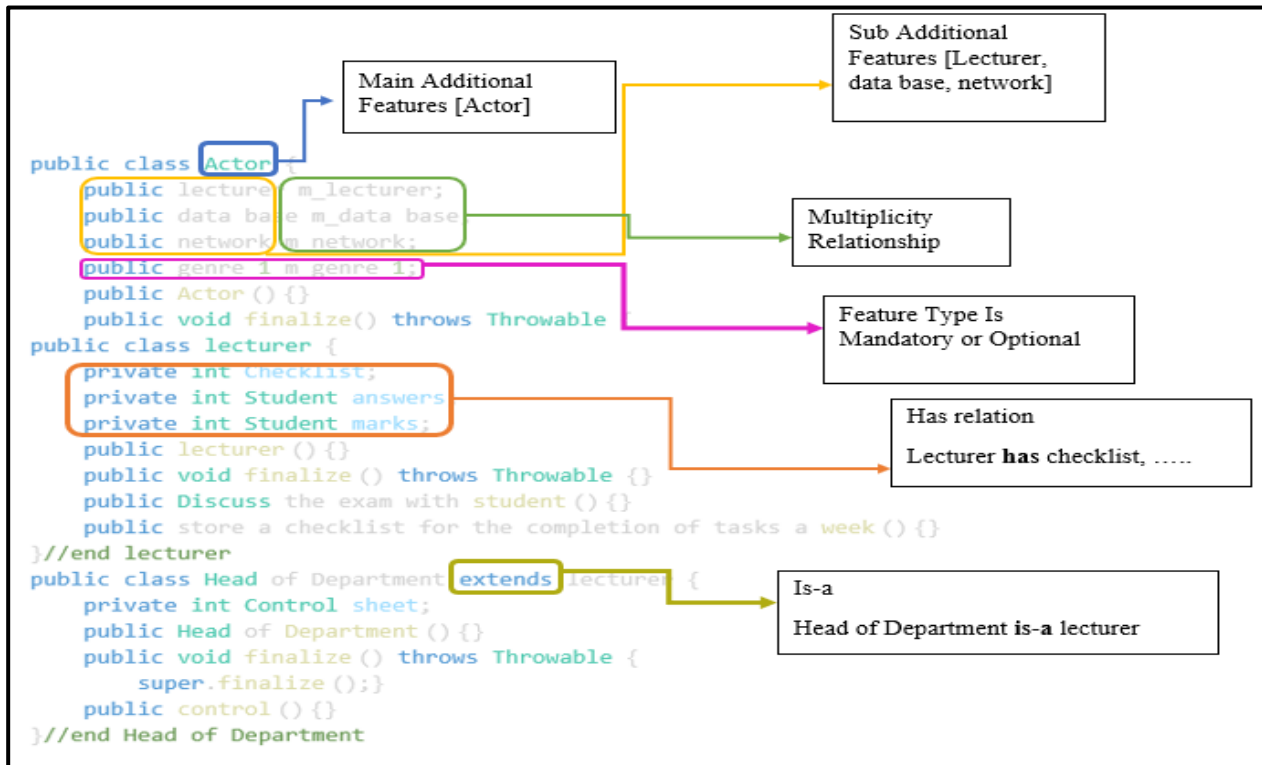 Sub Additional
Features [Lecturer,
data base, network]
Main Additional
Features [Actor]
public class Actor {
public lecture m_lecturer;
public data base m_data base
public network m_network;
public genre 1 m genre 1;
public Actor () {}
public void finalize() throws Throwable {
public class lecturer {
private int Checklist;
private int Student answers
private int Student marks;
public lecturer () {}
public void finalize () throws Throwable {}
public Discuss the exam with student () {}
public store a checklist for the completion of tasks a week () {}
}//end lecturer
public class Head of Department extends lecturer {
private int Control sheet;
public Head of Department () {}
public void finalize () throws Throwable {
super.finalize ();}
public control () {}
}//end Head of Department
Multiplicity
Relationship
Feature Type Is
Mandatory or Optional
Has relation
Lecturer has checklist, …..
Is-a
Head of Department is-a lecturer